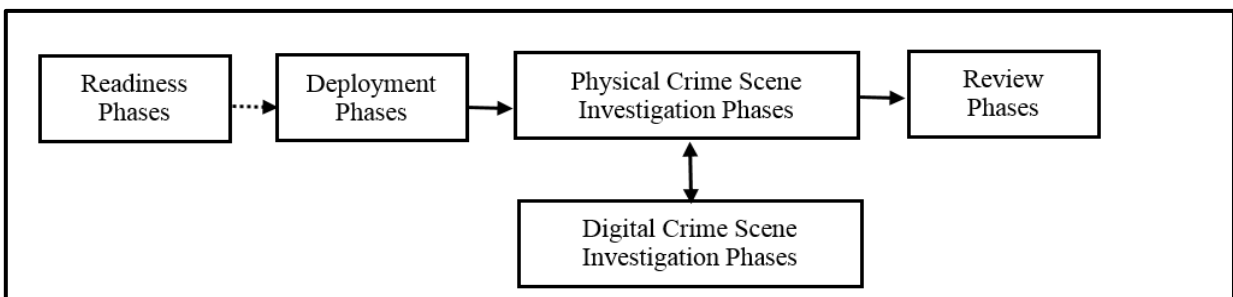 Readiness
Phases
Deployment
Phases
Physical Crime Scene
Investigation Phases
Review
Phases
Digital Crime Scene
Investigation Phases